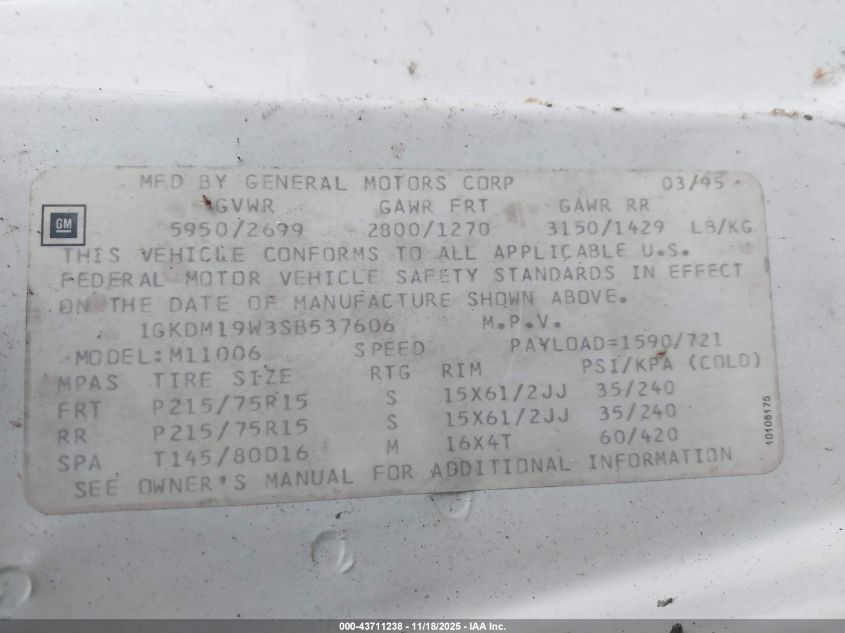 MFD BY GENERAL MOTORS CORP 03/95
GVWR GAWR FRT GAWR RR
GM
5950/2699 2800/1270 3150/1429 LB/KG
THIS VEHICLE CONFORMS TO ALL APPLICABLE U.S.
FEDERAL MOTOR VEHICLE SAFETY STANDARDS IN EFFECT
ON THE DATE OF MANUFACTURE SHOWN ABOVE.
1GKDM19W3SB537606 M.P.V.
MODEL:M11006 SPEED PAYLOAD=1590/721
MPAS TIRE SIZE RTG RIM PSI/KPA (COLD)
FRT P215/75R15 S 15X61/2JJ 35/240
RR P215/75R15 S 15X61/2JJ 35/240
SPA T145/80D16 M 16X4T 60/420
SEE OWNER'S MANUAL FOR ADDITIONAL INFORMATION
10108175
000-43711238 - 11/18/2025 - IAA Inc.